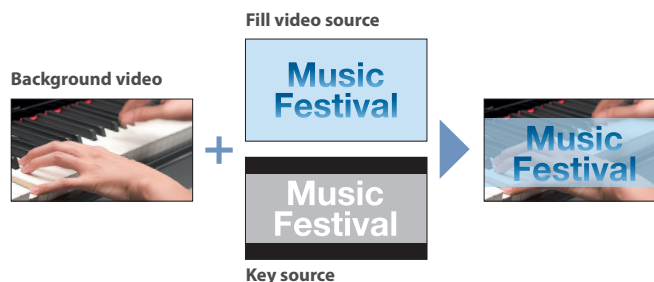 Fill video source
Background video
Music
Festival
+
Music
Festival
Music
Festival
Key source